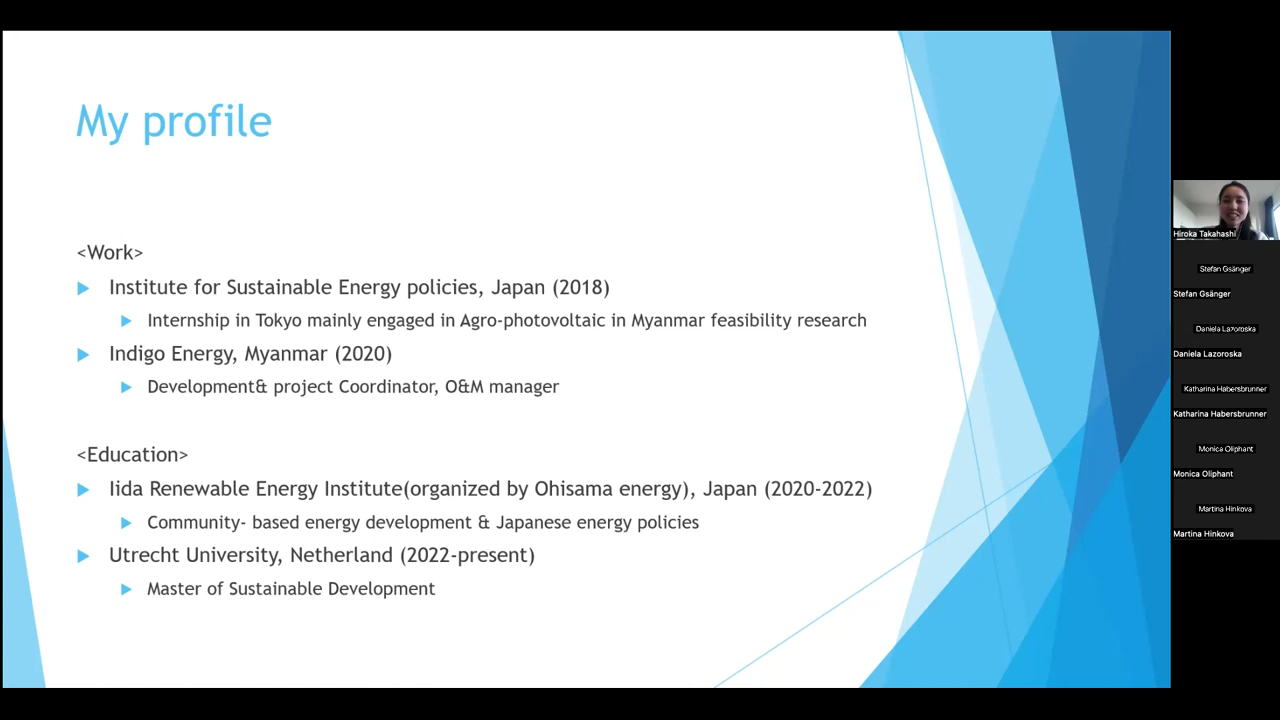 My profile
<Work>
Institute for Sustainable Energy policies, Japan (2018)
Internship in Tokyo mainly engaged in Agro-photovoltaic in Myanmar feasibility research
Indigo Energy, Myanmar (2020)
Development& project Coordinator, O&M manager
<Education>
Iida Renewable Energy Institute(organized by Ohisama energy), Japan (2020-2022)
Community- based energy development & Japanese energy policies
Utrecht University, Netherland (2022-present)
Master of Sustainable Development
Hiroka Takahashi
Stefan Gsänger
Stefan Gsänger
Daniela Lazoroska
Daniela Lazoroska
Katharina Habersbrunner
Katharina Habersbrunner
Monica Oliphant
Monica Oliphant
Martina Hinkova
Martina Hinkova